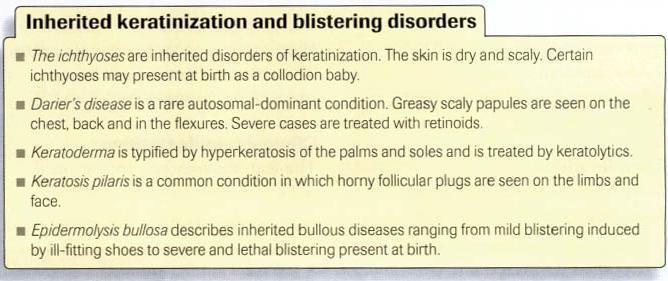 Inherited keratinization and blistering disorders
■ The ichthyoses are inherited disorders of keratinization. The skin is dry and scaly. Certain
ichthyoses may present at birth as a collodion baby.
■ Darier's disease is a rare autosomal-dominant condition. Greasy scaly papules are seen on the
chest, back and in the flexures. Severe cases are treated with retinoids.
■ Keratoderma is typified by hyperkeratosis of the palms and soles and is treated by keratolytics.
■ Keratosis pilaris is a common condition in which horny follicular plugs are seen on the limbs and
face.
■ Epidermolysis bullosa describes inherited bullous diseases ranging from mild blistering induced
by ill-fitting shoes to severe and lethal blistering present at birth.